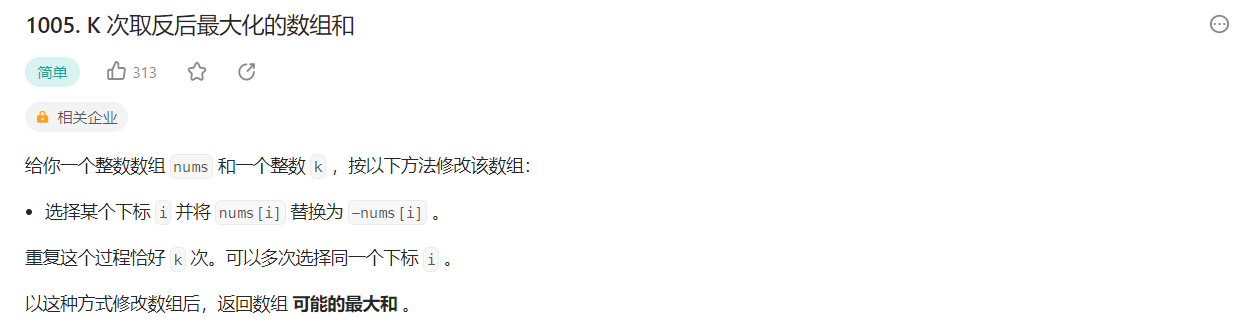 1005. K 次取反后最大化的数组和
简单 313
相关企业
给你一个整数数组 nums 和一个整数 k ，按以下方法修改该数组：
• 选择某个下标 i 并将 nums[i] 替换为 -nums[i] 。
重复这个过程恰好 k 次。可以多次选择同一个下标 i 。
以这种方式修改数组后，返回数组 可能的最大和 。